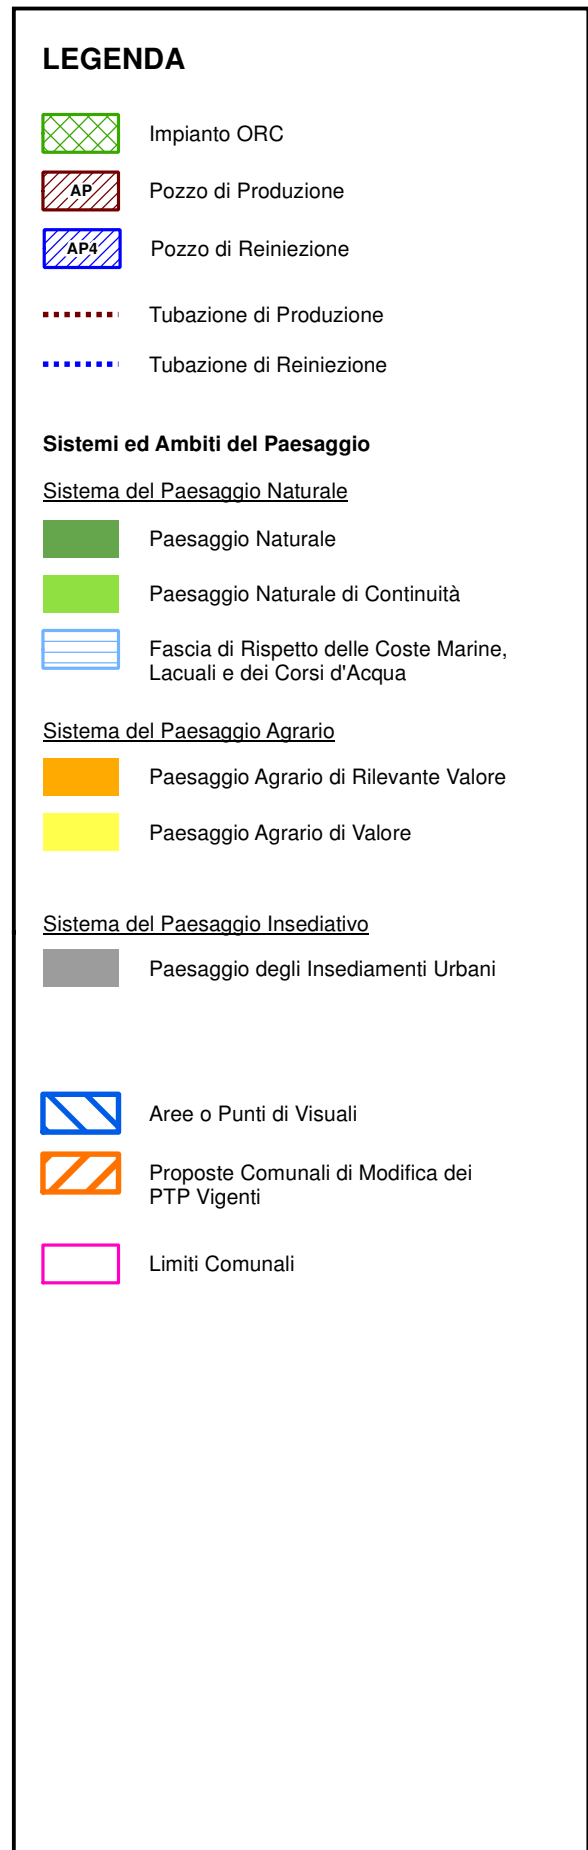 LEGENDA
Impianto ORC
AP
Pozzo di Produzione
AP4
Pozzo di Reiniezione
Tubazione di Produzione
Tubazione di Reiniezione
Sistemi ed Ambiti del Paesaggio
Sistema del Paesaggio Naturale
Paesaggio Naturale
Paesaggio Naturale di Continuità
Fascia di Rispetto delle Coste Marine,
Lacuali e dei Corsi d'Acqua
Sistema del Paesaggio Agrario
Paesaggio Agrario di Rilevante Valore
Paesaggio Agrario di Valore
Sistema del Paesaggio Insediativo
Paesaggio degli Insediamenti Urbani
Aree o Punti di Visuali
Proposte Comunali di Modifica dei
PTP Vigenti
Limiti Comunali